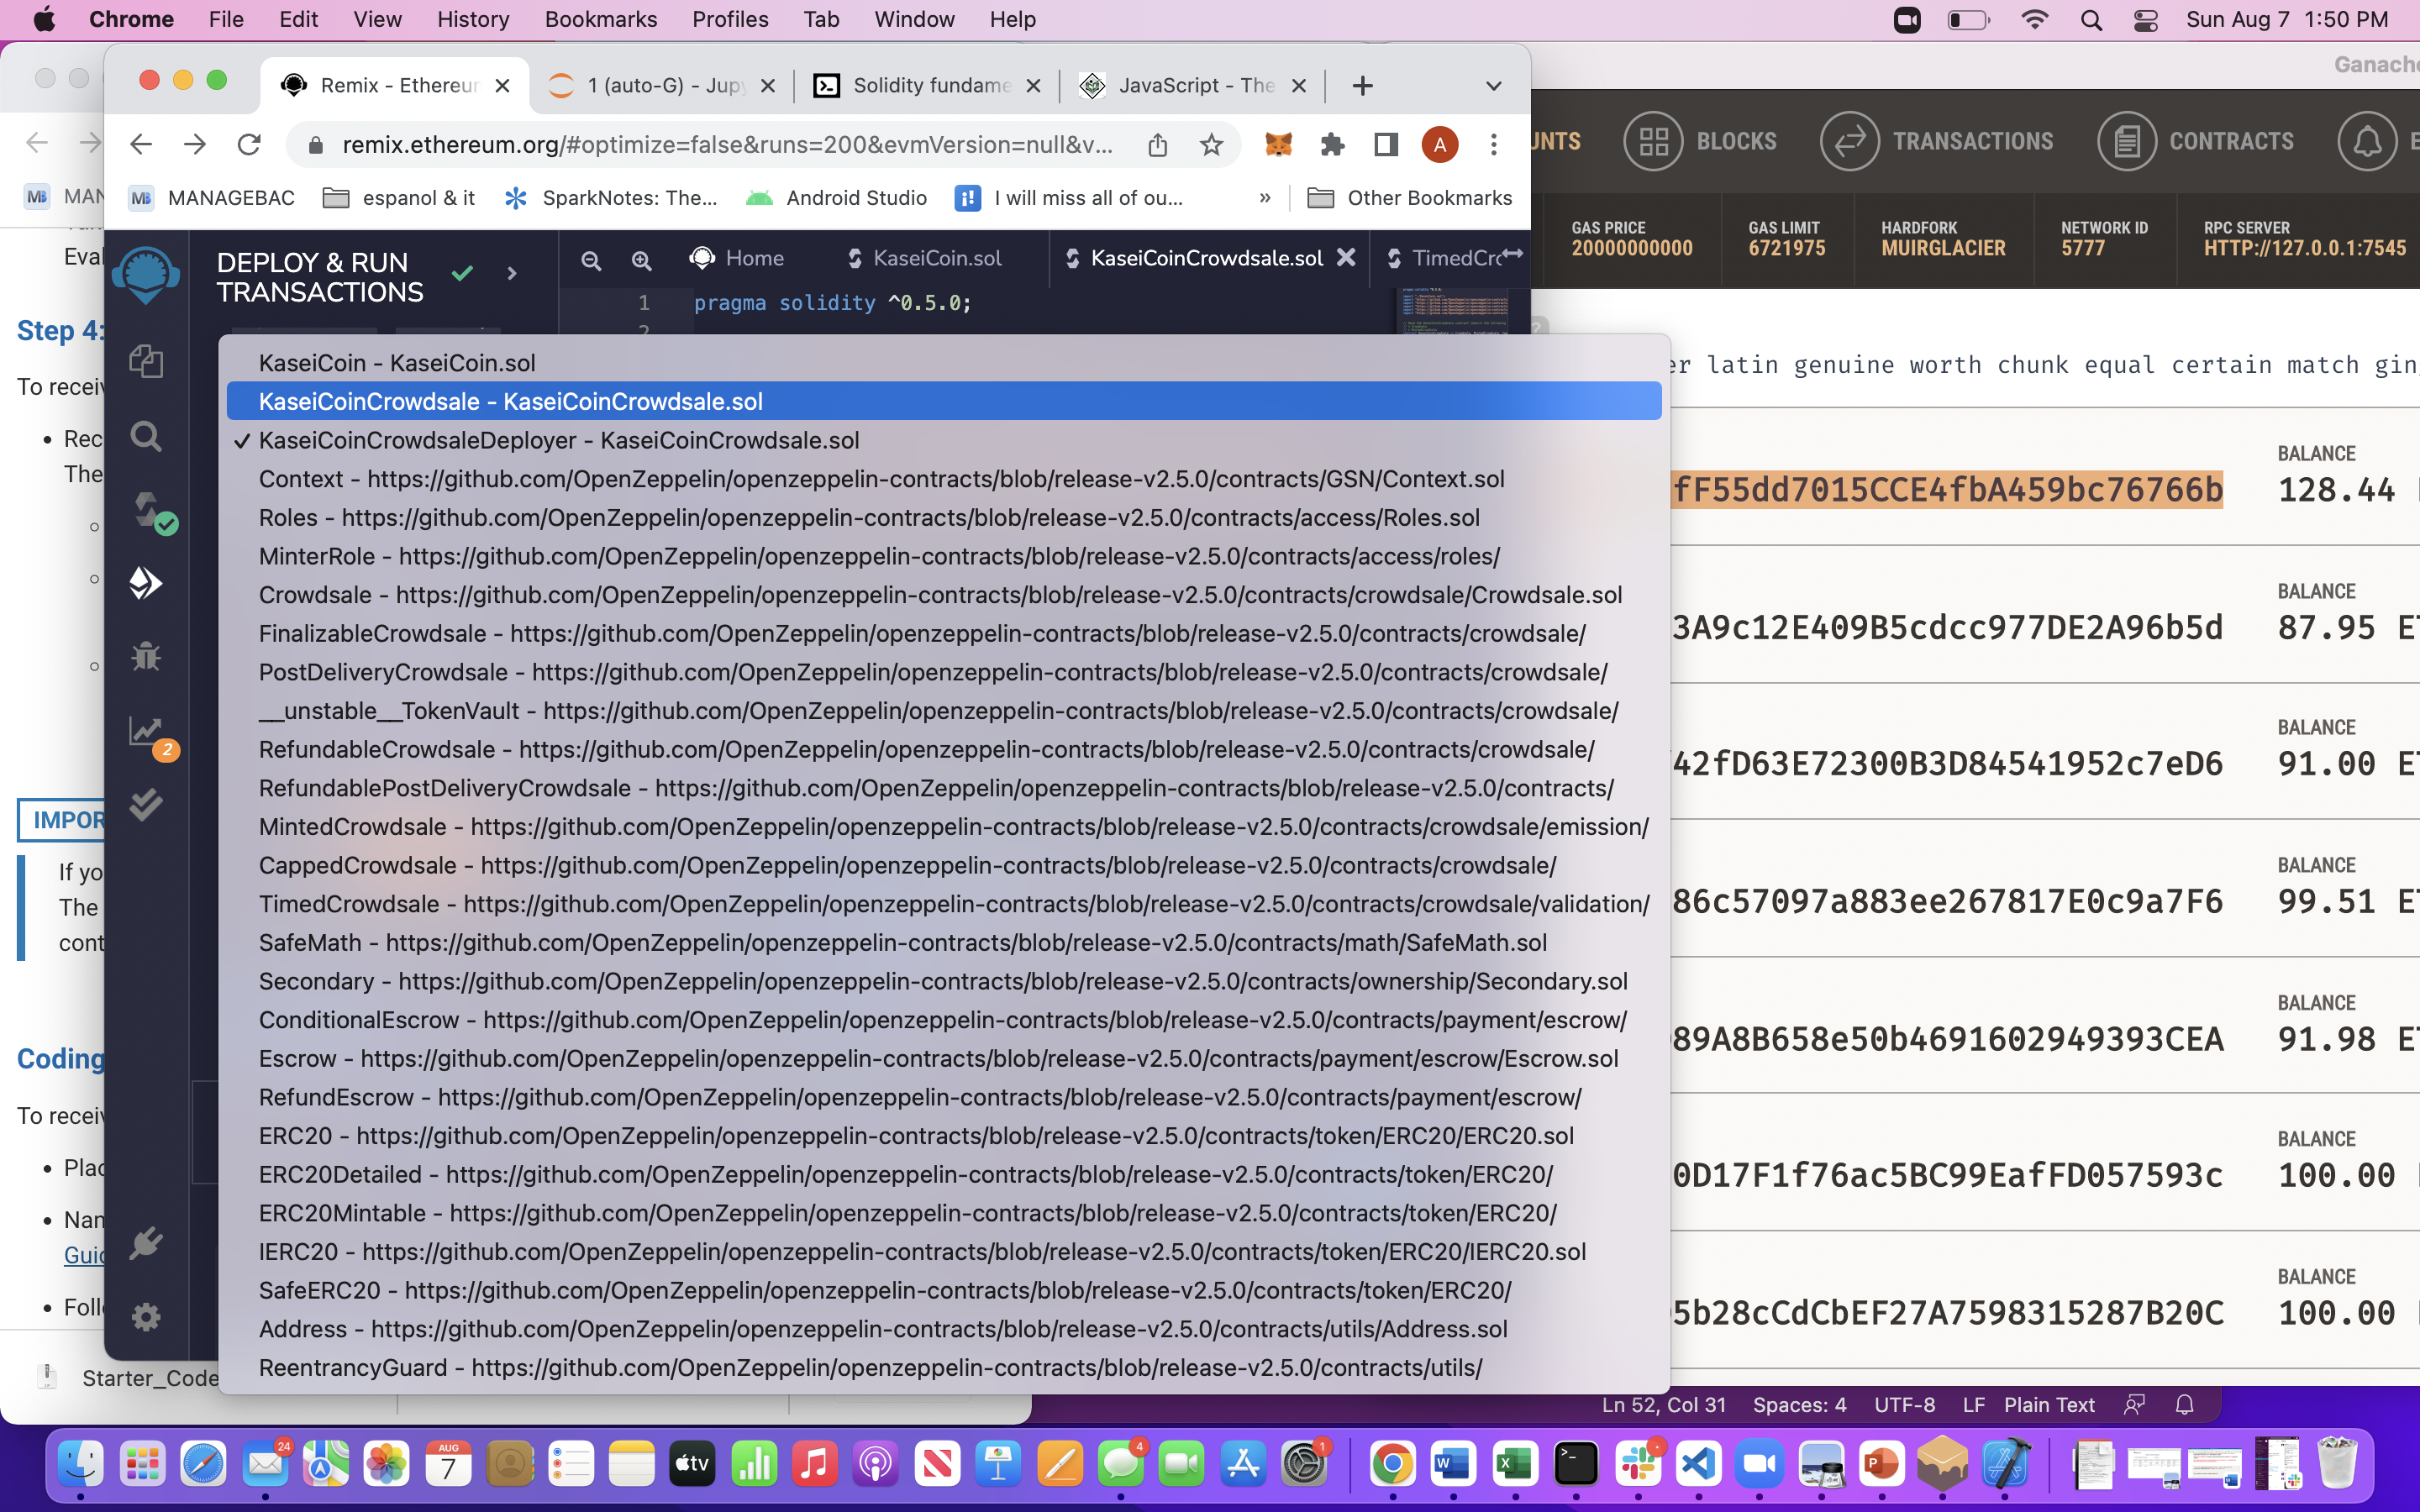 Chrome File Edit View History Bookmarks Profiles Tab Window Help
Sun Aug 7 1:50 PM
Remix - Ethereu
1 (auto-G) - Jupy
Solidity fundame
JavaScript - The
remix.ethereum.org/#optimize=false&runs=200&evmVersion=null&v...
A
MB MANAGEBAC
espanol & it
SparkNotes: The...
Android Studio
I will miss all of ou...
»
Other Bookmarks
DEPLOY & RUN
TRANSACTIONS
Home
KaseiCoin.sol
KaseiCoinCrowdsale.sol
TimedCro
1 pragma solidity ^0.5.0;
2
KaseiCoin - KaseiCoin.sol
KaseiCoinCrowdsale - KaseiCoinCrowdsale.sol
✓ KaseiCoinCrowdsaleDeployer - KaseiCoinCrowdsale.sol
Context - https://github.com/OpenZeppelin/openzeppelin-contracts/blob/release-v2.5.0/contracts/GSN/Context.sol
Roles - https://github.com/OpenZeppelin/openzeppelin-contracts/blob/release-v2.5.0/contracts/access/Roles.sol
MinterRole - https://github.com/OpenZeppelin/openzeppelin-contracts/blob/release-v2.5.0/contracts/access/roles/
Crowdsale - https://github.com/OpenZeppelin/openzeppelin-contracts/blob/release-v2.5.0/contracts/crowdsale/Crowdsale.sol
FinalizableCrowdsale - https://github.com/OpenZeppelin/openzeppelin-contracts/blob/release-v2.5.0/contracts/crowdsale/
PostDeliveryCrowdsale - https://github.com/OpenZeppelin/openzeppelin-contracts/blob/release-v2.5.0/contracts/crowdsale/
__unstable__TokenVault - https://github.com/OpenZeppelin/openzeppelin-contracts/blob/release-v2.5.0/contracts/crowdsale/
RefundableCrowdsale - https://github.com/OpenZeppelin/openzeppelin-contracts/blob/release-v2.5.0/contracts/crowdsale/
RefundablePostDeliveryCrowdsale - https://github.com/OpenZeppelin/openzeppelin-contracts/blob/release-v2.5.0/contracts/
MintedCrowdsale - https://github.com/OpenZeppelin/openzeppelin-contracts/blob/release-v2.5.0/contracts/crowdsale/emission/
CappedCrowdsale - https://github.com/OpenZeppelin/openzeppelin-contracts/blob/release-v2.5.0/contracts/crowdsale/
TimedCrowdsale - https://github.com/OpenZeppelin/openzeppelin-contracts/blob/release-v2.5.0/contracts/crowdsale/validation/
SafeMath - https://github.com/OpenZeppelin/openzeppelin-contracts/blob/release-v2.5.0/contracts/math/SafeMath.sol
Secondary - https://github.com/OpenZeppelin/openzeppelin-contracts/blob/release-v2.5.0/contracts/ownership/Secondary.sol
ConditionalEscrow - https://github.com/OpenZeppelin/openzeppelin-contracts/blob/release-v2.5.0/contracts/payment/escrow/
Escrow - https://github.com/OpenZeppelin/openzeppelin-contracts/blob/release-v2.5.0/contracts/payment/escrow/Escrow.sol
RefundEscrow - https://github.com/OpenZeppelin/openzeppelin-contracts/blob/release-v2.5.0/contracts/payment/escrow/
ERC20 - https://github.com/OpenZeppelin/openzeppelin-contracts/blob/release-v2.5.0/contracts/token/ERC20/ERC20.sol
ERC20Detailed - https://github.com/OpenZeppelin/openzeppelin-contracts/blob/release-v2.5.0/contracts/token/ERC20/
ERC20Mintable - https://github.com/OpenZeppelin/openzeppelin-contracts/blob/release-v2.5.0/contracts/token/ERC20/
IERC20 - https://github.com/OpenZeppelin/openzeppelin-contracts/blob/release-v2.5.0/contracts/token/ERC20/IERC20.sol
SafeERC20 - https://github.com/OpenZeppelin/openzeppelin-contracts/blob/release-v2.5.0/contracts/token/ERC20/
Address - https://github.com/OpenZeppelin/openzeppelin-contracts/blob/release-v2.5.0/contracts/utils/Address.sol
ReentrancyGuard - https://github.com/OpenZeppelin/openzeppelin-contracts/blob/release-v2.5.0/contracts/utils/
2
MB MAN
Eval
Step 4:
To receiv
Rec
The
IMPOR
If yo
The
cont
Coding
To receiv
Plac
Nam
Guid
Follo
Starter_Code
Ganache
UNTS
BLOCKS
TRANSACTIONS
CONTRACTS
E
GAS PRICE
20000000000
GAS LIMIT
6721975
HARDFORK
MUIRGLACIER
NETWORK ID
5777
RPC SERVER
HTTP://127.0.0.1:7545
er latin genuine worth chunk equal certain match gin
fF55dd7015CCE4fbA459bc76766b
BALANCE
128.44
3A9c12E409B5cdcc977DE2A96b5d
BALANCE
87.95 ET
42fD63E72300B3D84541952c7eD6
BALANCE
91.00 ET
86c57097a883ee267817E0c9a7F6
BALANCE
99.51 ET
89A8B658e50b4691602949393CEA
BALANCE
91.98 ET
0D17F1f76ac5BC99EafFD057593c
BALANCE
100.00
5b28cCdCbEF27A7598315287B20C
BALANCE
100.00
Ln 52, Col 31 Spaces: 4 UTF-8 LF Plain Text
24
AUG
7
tv
4
1